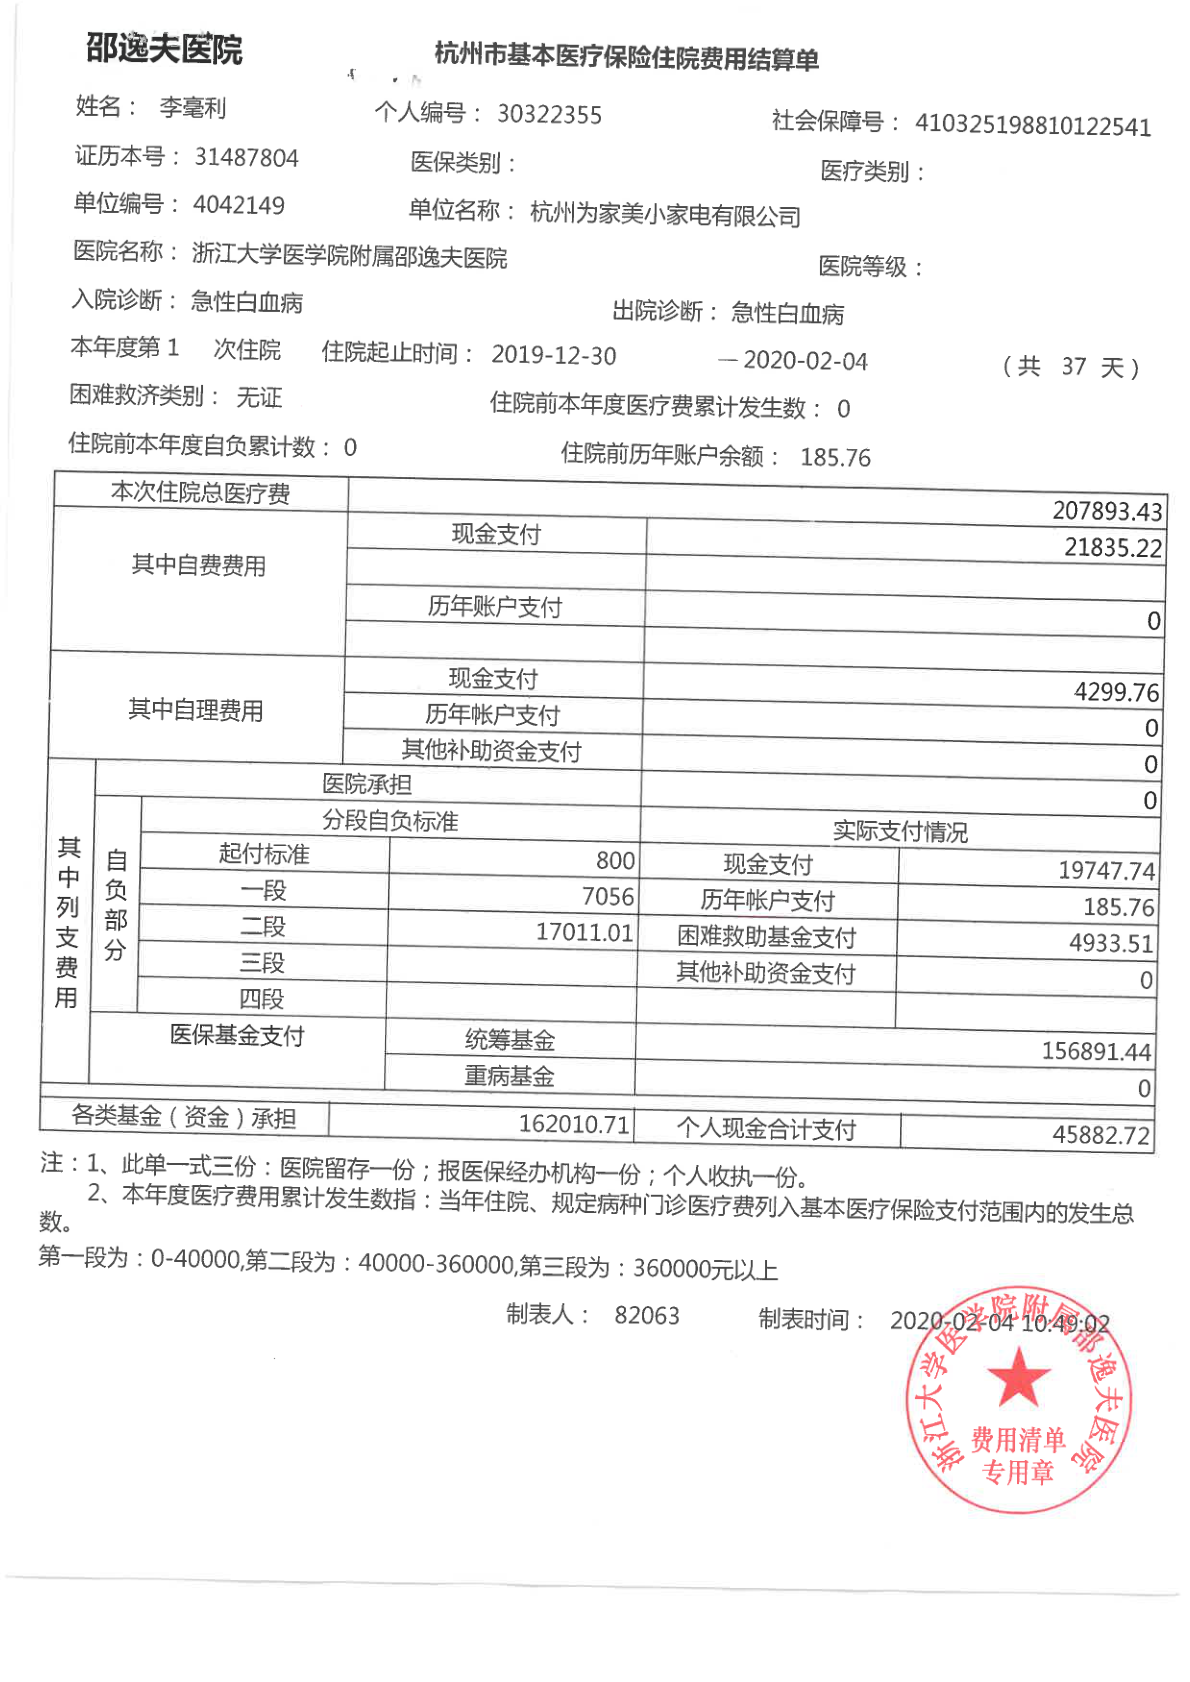 邵逸夫医院
杭州市基本医疗保险住院费用结算单
姓名： 李毫利 个人编号： 30322355 社会保障号： 410325198810122541
证历本号： 31487804 医保类别： 医疗类别：
单位编号： 4042149 单位名称： 杭州为家美小家电有限公司
医院名称： 浙江大学医学院附属邵逸夫医院 医院等级：
入院诊断： 急性白血病 出院诊断： 急性白血病
本年度第 1 次住院 住院起止时间： 2019-12-30 — 2020-02-04 （共 37 天）
困难救济类别： 无证 住院前本年度医疗费累计发生数： 0
住院前本年度自负累计数： 0 住院前历年账户余额： 185.76
本次住院总医疗费 207893.43
其中自费费用 现金支付 21835.22
历年账户支付 0
其中自理费用 现金支付 4299.76
历年帐户支付 0
其他补助资金支付 0
其中列支费用 医院承担 0
自负部分 分段自负标准 实际支付情况
起付标准 800 现金支付 19747.74
一段 7056 历年帐户支付 185.76
二段 17011.01 困难救助基金支付 4933.51
三段 其他补助资金支付 0
四段
医保基金支付 统筹基金 156891.44
重病基金 0
各类基金（资金）承担 162010.71 个人现金合计支付 45882.72
注：1、此单一式三份：医院留存一份；报医保经办机构一份；个人收执一份。
2、本年度医疗费用累计发生数指：当年住院、规定病种门诊医疗费列入基本医疗保险支付范围内的发生总
数。
第一段为：0-40000,第二段为：40000-360000,第三段为：360000元以上
制表人： 82063 制表时间： 2020-02-04 10:49:02
浙江大学医学院附属邵逸夫医院
费用清单
专用章